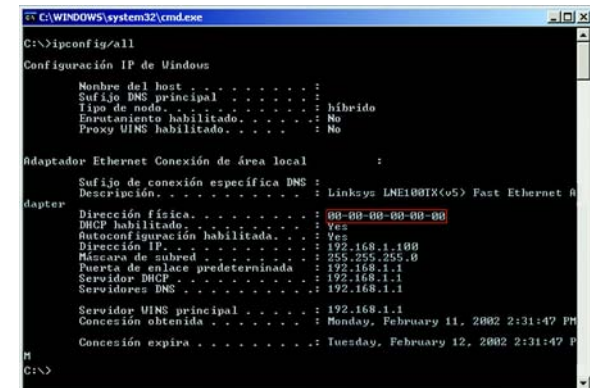 C:\WINDOWS\system32\cmd.exe
C:\>ipconfig/all
Configuración IP de Windows
Nombre del host . . . . . . . . . :
Sufijo DNS principal . . . . . . :
Tipo de nodo. . . . . . . . . . . : híbrido
Enrutamiento habilitado. . . . . .: No
Proxy WINS habilitado. . . . . : No
Adaptador Ethernet Conexión de área local :
Sufijo de conexión específica DNS :
Descripción. . . . . . . . . . . : Linksys LNE100TX(v5) Fast Ethernet A
dapter
Dirección física. . . . . . . . . : 00-00-00-00-00-00
DHCP habilitado. . . . . . . . . : Yes
Autoconfiguración habilitada. . . : Yes
Dirección IP. . . . . . . . . . . : 192.168.1.100
Máscara de subred . . . . . . . . : 255.255.255.0
Puerta de enlace predeterminada : 192.168.1.1
Servidor DHCP . . . . . . . . . . : 192.168.1.1
Servidores DNS . . . . . . . . . .: 192.168.1.1
Servidor WINS principal . . . . . : 192.168.1.1
Concesión obtenida . . . . . . . : Monday, February 11, 2002 2:31:47 PM
Concesión expira . . . . . . . . .: Tuesday, February 12, 2002 2:31:47 P
M
C:\>